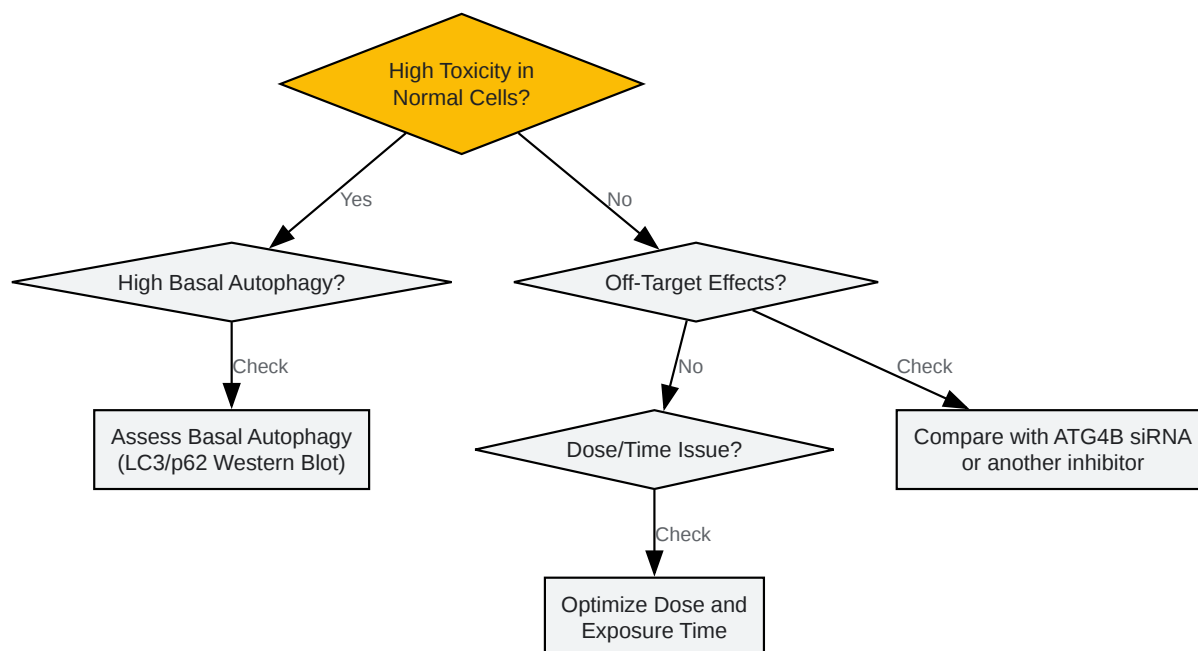 High Toxicity in
Normal Cells?
Yes
No
High Basal Autophagy?
Off-Target Effects?
Check
No
Check
Assess Basal Autophagy
(LC3/p62 Western Blot)
Dose/Time Issue?
Compare with ATG4B siRNA
or another inhibitor
Check
Optimize Dose and
Exposure Time